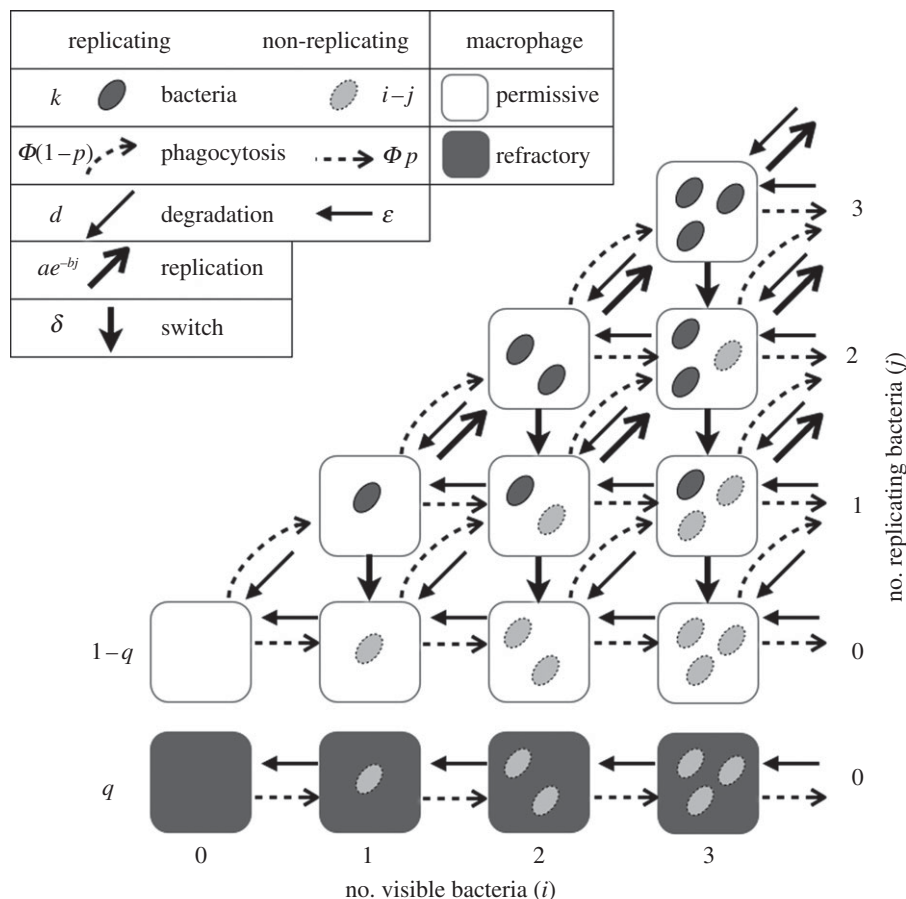 replicating non-replicating macrophage
k bacteria i–j permissive
Φ(1–p) phagocytosis Φp refractory
d degradation ε
ae^{–bj} replication
δ switch
3
2
1
1–q 0
q 0
no. replicating bacteria (j)
0 1 2 3
no. visible bacteria (i)